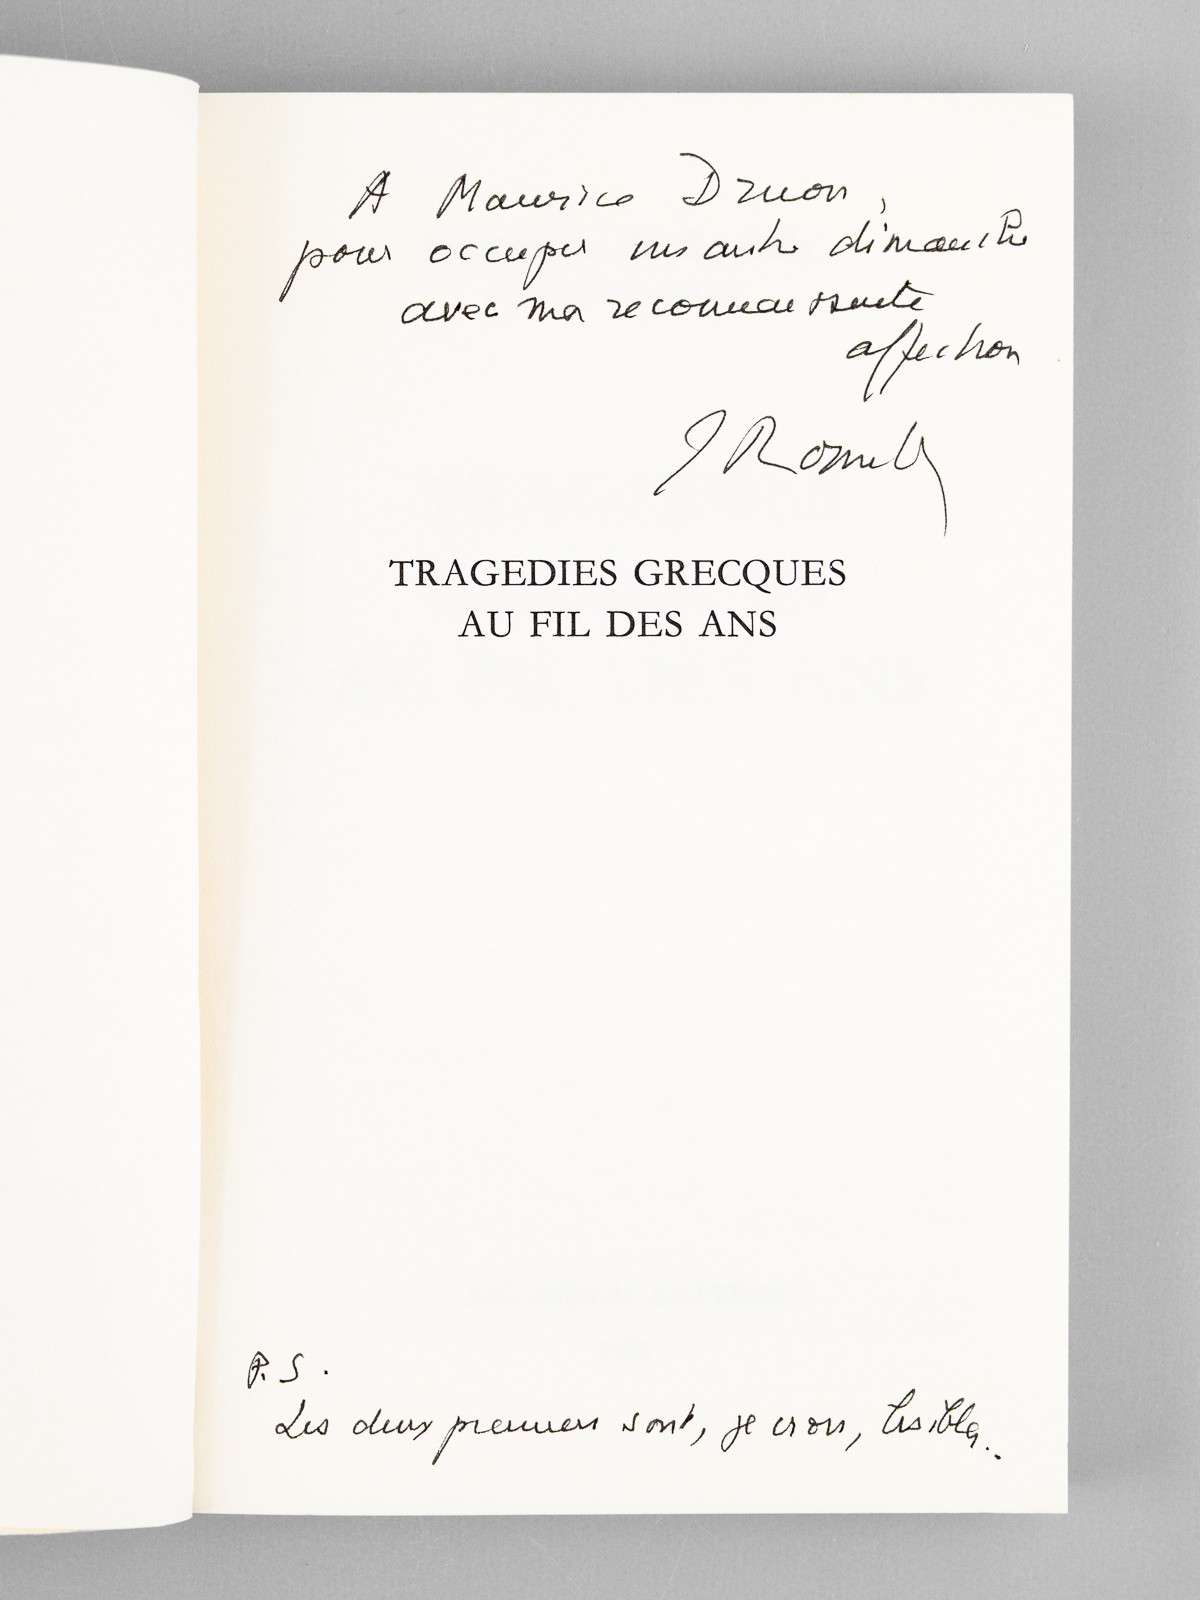 A Maurice Druon,
pour occuper un autre dimanche
avec ma reconnaissante
affection
J Romilly
TRAGEDIES GRECQUES
AU FIL DES ANS
P.S.
Les deux premiers sont, je crois, lisibles..